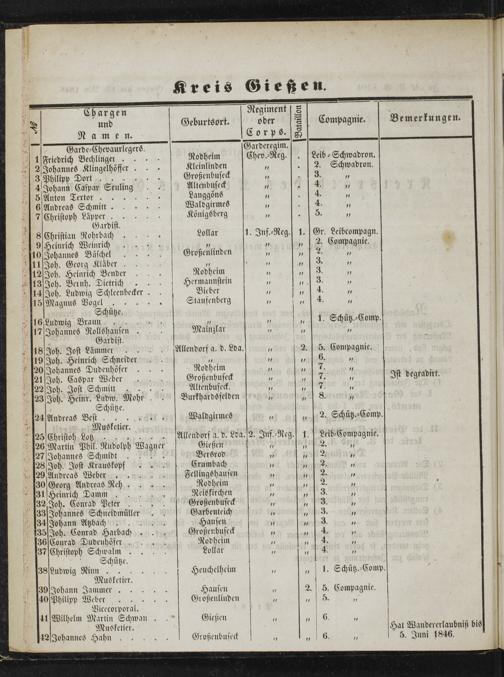 Kreis Gießen.
№ | Chargen und Namen. | Geburtsort. | Regiment oder Corps. | Bataillon | Compagnie. | Bemerkungen.
Garde-Chevaurlegers. Garderegim.
1 Friedrich Bechlinger Rodheim Chev.-Reg. . Leib-Schwadron.
2 Johannes Klingelhöffer Kleinlinden „ . 2. Schwadron.
3 Philipp Dort Großenbuseck „ . 3. „
4 Johann Caspar Seuling Altenbuseck „ . 4. „
5 Anton Tertor Langgöns „ . 4. „
6 Andreas Schmitt Waldgirmes „ . 4. „
7 Christoph Läpper Königsberg „ . 5. „
Gardist.
8 Christian Rohrbach Lollar 1. Inf.-Reg. 1. Gr. Leibcompagn.
9 Heinrich Weinrich „ „ „ 2. Compagnie.
10 Johannes Bäschel Großenlinden „ „ 2. „
11 Joh. Georg Kläber „ „ „ 3. „
12 Joh. Heinrich Bender Rodheim „ „ 3. „
13 Joh. Bernh. Dietrich Hermannstein „ „ 3. „
14 Joh. Ludwig Schleenbecker Bieber „ „ 4. „
15 Magnus Vogel Staufenberg „ „ 4. „
Schütze.
16 Ludwig Braun „ „ „ 1. Schütz.-Comp.
17 Johannes Rollshausen Mainzlar „ „ „
Gardist.
18 Joh. Jost Lämmer Allendorf a. d. Lda. „ 2. 5. Compagnie.
19 Joh. Heinrich Schneider „ „ „ 6. „
20 Johannes Dudenhöfer Rodheim „ „ 7. „
21 Joh. Caspar Weber Großenbuseck „ „ 7. „ Ist degradirt.
22 Joh. Jost Schmitt Altenbuseck „ „ 7. „
23 Joh. Heinr. Ludw. Mohr Burkhardsfelden „ „ 8. „
Schütze.
24 Andreas Best Waldgirmes „ „ 2. Schütz.-Comp.
Musketier.
25 Christoph Lotz Allendorf a. d. Lda. 2. Inf.-Reg. 1. Leib-Compagnie.
26 Martin Phil. Rudolph Wagner Gießen „ „ 2. „
27 Johannes Schmidt Bersrod „ „ 2. „
28 Joh. Jost Krauskopf Crumbach „ „ 2. „
29 Andreas Weber Fellingshausen „ „ 2. „
30 Georg Andreas Reh Rodheim „ „ 2. „
31 Heinrich Damm Reiskirchen „ „ 3. „
32 Joh. Conrad Peter Großenbuseck „ „ 3. „
33 Johannes Schneidmüller Garbenteich „ „ 3. „
34 Johann Atzbach Hausen „ „ 3. „
35 Joh. Conrad Harbach Großenbuseck „ „ 4. „
36 Conrad Dudenhöfer Rodheim „ „ 4. „
37 Christoph Schwalm Lollar „ „ 4. „
Schütze.
38 Ludwig Rinn Heuchelheim „ „ 1. Schütz.-Comp.
Musketier.
39 Johann Jammer Hausen „ 2. 5. Compagnie.
40 Philipp Weber Großenlinden „ „ 5. „
Vicecorporal.
41 Wilhelm Martin Schwan Gießen „ „ 6. „
Musketier. Hat Wandererlaubniß bis
42 Johannes Hahn Großenbuseck „ „ 6. „ 5. Juni 1846.